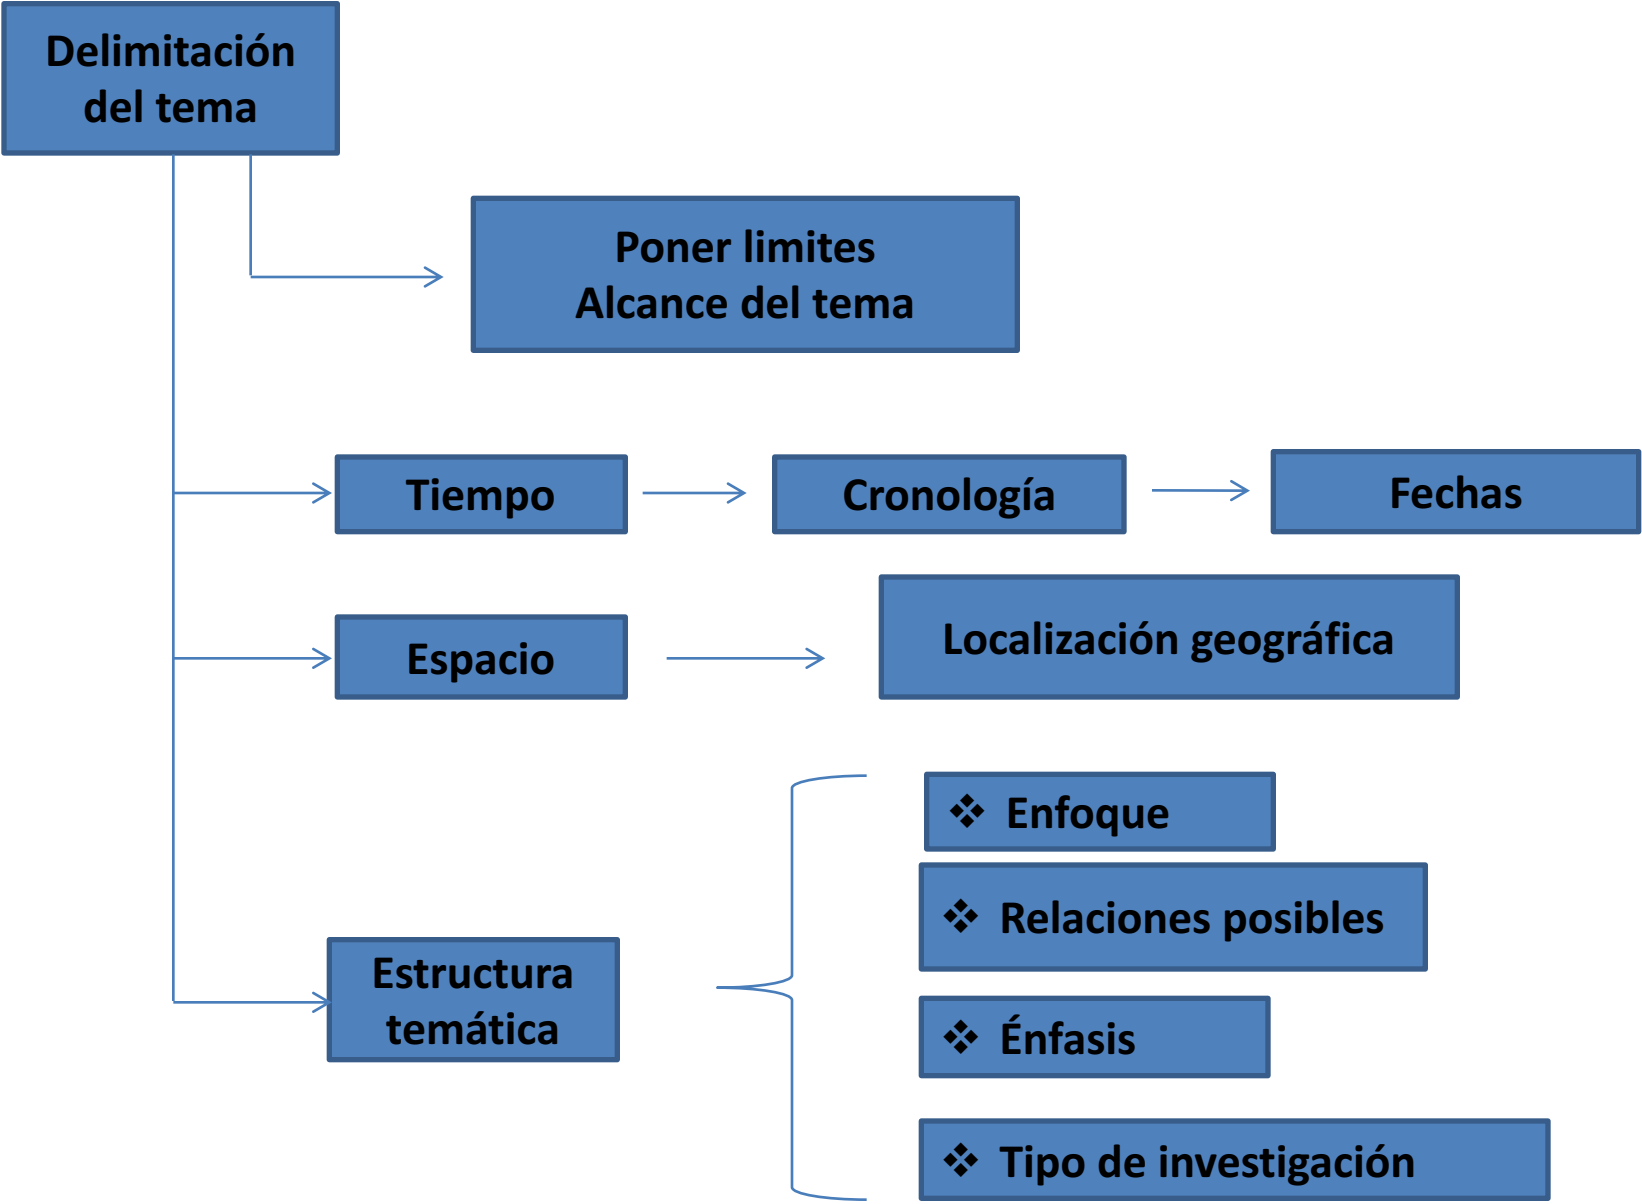 Delimitación
del tema
Poner limites
Alcance del tema
Tiempo
Cronología
Fechas
Espacio
Localización geográfica
Estructura
temática
❖ Enfoque
❖ Relaciones posibles
❖ Énfasis
❖ Tipo de investigación